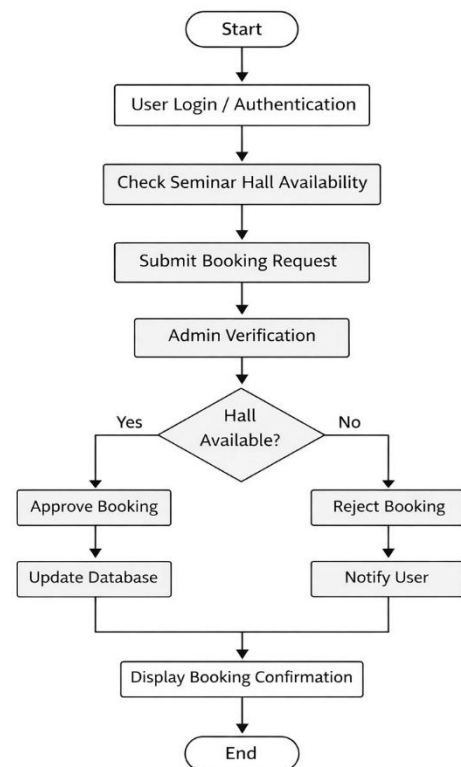 Start
User Login / Authentication
Check Seminar Hall Availability
Submit Booking Request
Admin Verification
Hall
Available?
Yes
No
Approve Booking
Reject Booking
Update Database
Notify User
Display Booking Confirmation
End